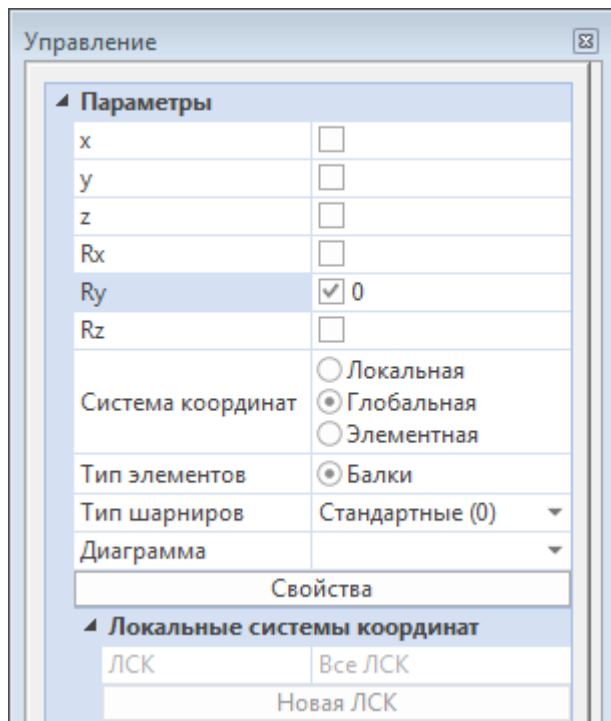 Управление
Параметры
x
y
z
Rx
Ry 0
Rz
Система координат
Локальная
Глобальная
Элементная
Тип элементов Балки
Тип шарниров Стандартные (0)
Диаграмма
Свойства
Локальные системы координат
ЛСК Все ЛСК
Новая ЛСК